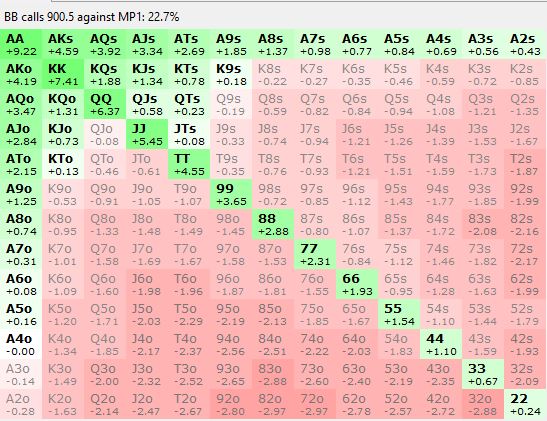 BB calls 900.5 against MP1: 22.7%
AA AKs AQs AJs ATs A9s A8s A7s A6s A5s A4s A3s A2s
+9.22 +4.59 +3.92 +3.34 +2.69 +1.85 +1.37 +0.98 +0.77 +0.84 +0.69 +0.56 +0.43
AKo KK KQs KJs KTs K9s K8s K7s K6s K5s K4s K3s K2s
+4.19 +7.41 +1.88 +1.34 +0.78 +0.18 -0.22 -0.27 -0.35 -0.46 -0.59 -0.72 -0.85
AQo KQo QQ QJs QTs Q9s Q8s Q7s Q6s Q5s Q4s Q3s Q2s
+3.47 +1.31 +6.37 +0.58 +0.23 -0.19 -0.59 -0.82 -0.84 -0.94 -1.08 -1.21 -1.35
AJo KJo QJo JJ JTs J9s J8s J7s J6s J5s J4s J3s J2s
+2.84 +0.73 -0.08 +5.45 +0.08 -0.33 -0.74 -0.94 -1.21 -1.26 -1.39 -1.53 -1.67
ATo KTo QTo JTo TT T9s T8s T7s T6s T5s T4s T3s T2s
+2.15 +0.13 -0.46 -0.61 +4.55 -0.35 -0.76 -0.93 -1.21 -1.51 -1.59 -1.73 -1.87
A9o K9o Q9o J9o T9o 99 98s 97s 96s 95s 94s 93s 92s
+1.25 -0.53 -0.91 -1.05 -1.07 +3.65 -0.72 -0.85 -1.12 -1.43 -1.77 -1.85 -1.99
A8o K8o Q8o J8o T8o 98o 88 87s 86s 85s 84s 83s 82s
+0.74 -0.95 -1.33 -1.48 -1.49 -1.45 +2.88 -0.80 -1.07 -1.37 -1.72 -2.08 -2.16
A7o K7o Q7o J7o T7o 97o 87o 77 76s 75s 74s 73s 72s
+0.31 -1.01 -1.58 -1.69 -1.67 -1.58 -1.53 +2.31 -0.84 -1.12 -1.46 -1.82 -2.17
A6o K6o Q6o J6o T6o 96o 86o 76o 66 65s 64s 63s 62s
+0.08 -1.09 -1.60 -1.98 -1.96 -1.87 -1.81 -1.55 +1.93 -0.95 -1.28 -1.63 -1.99
A5o K5o Q5o J5o T5o 95o 85o 75o 65o 55 54s 53s 52s
+0.16 -1.20 -1.71 -2.03 -2.29 -2.19 -2.13 -1.85 -1.67 +1.54 -1.10 -1.44 -1.79
A4o K4o Q4o J4o T4o 94o 84o 74o 64o 54o 44 43s 42s
-0.00 -1.34 -1.85 -2.17 -2.37 -2.56 -2.51 -2.22 -2.03 -1.83 +1.10 -1.59 -1.93
A3o K3o Q3o J3o T3o 93o 83o 73o 63o 53o 43o 33 32s
-0.14 -1.49 -2.00 -2.32 -2.52 -2.65 -2.88 -2.60 -2.40 -2.19 -2.35 +0.67 -2.09
A2o K2o Q2o J2o T2o 92o 82o 72o 62o 52o 42o 32o 22
-0.28 -1.63 -2.14 -2.47 -2.67 -2.80 -2.97 -2.97 -2.78 -2.57 -2.72 -2.88 +0.24